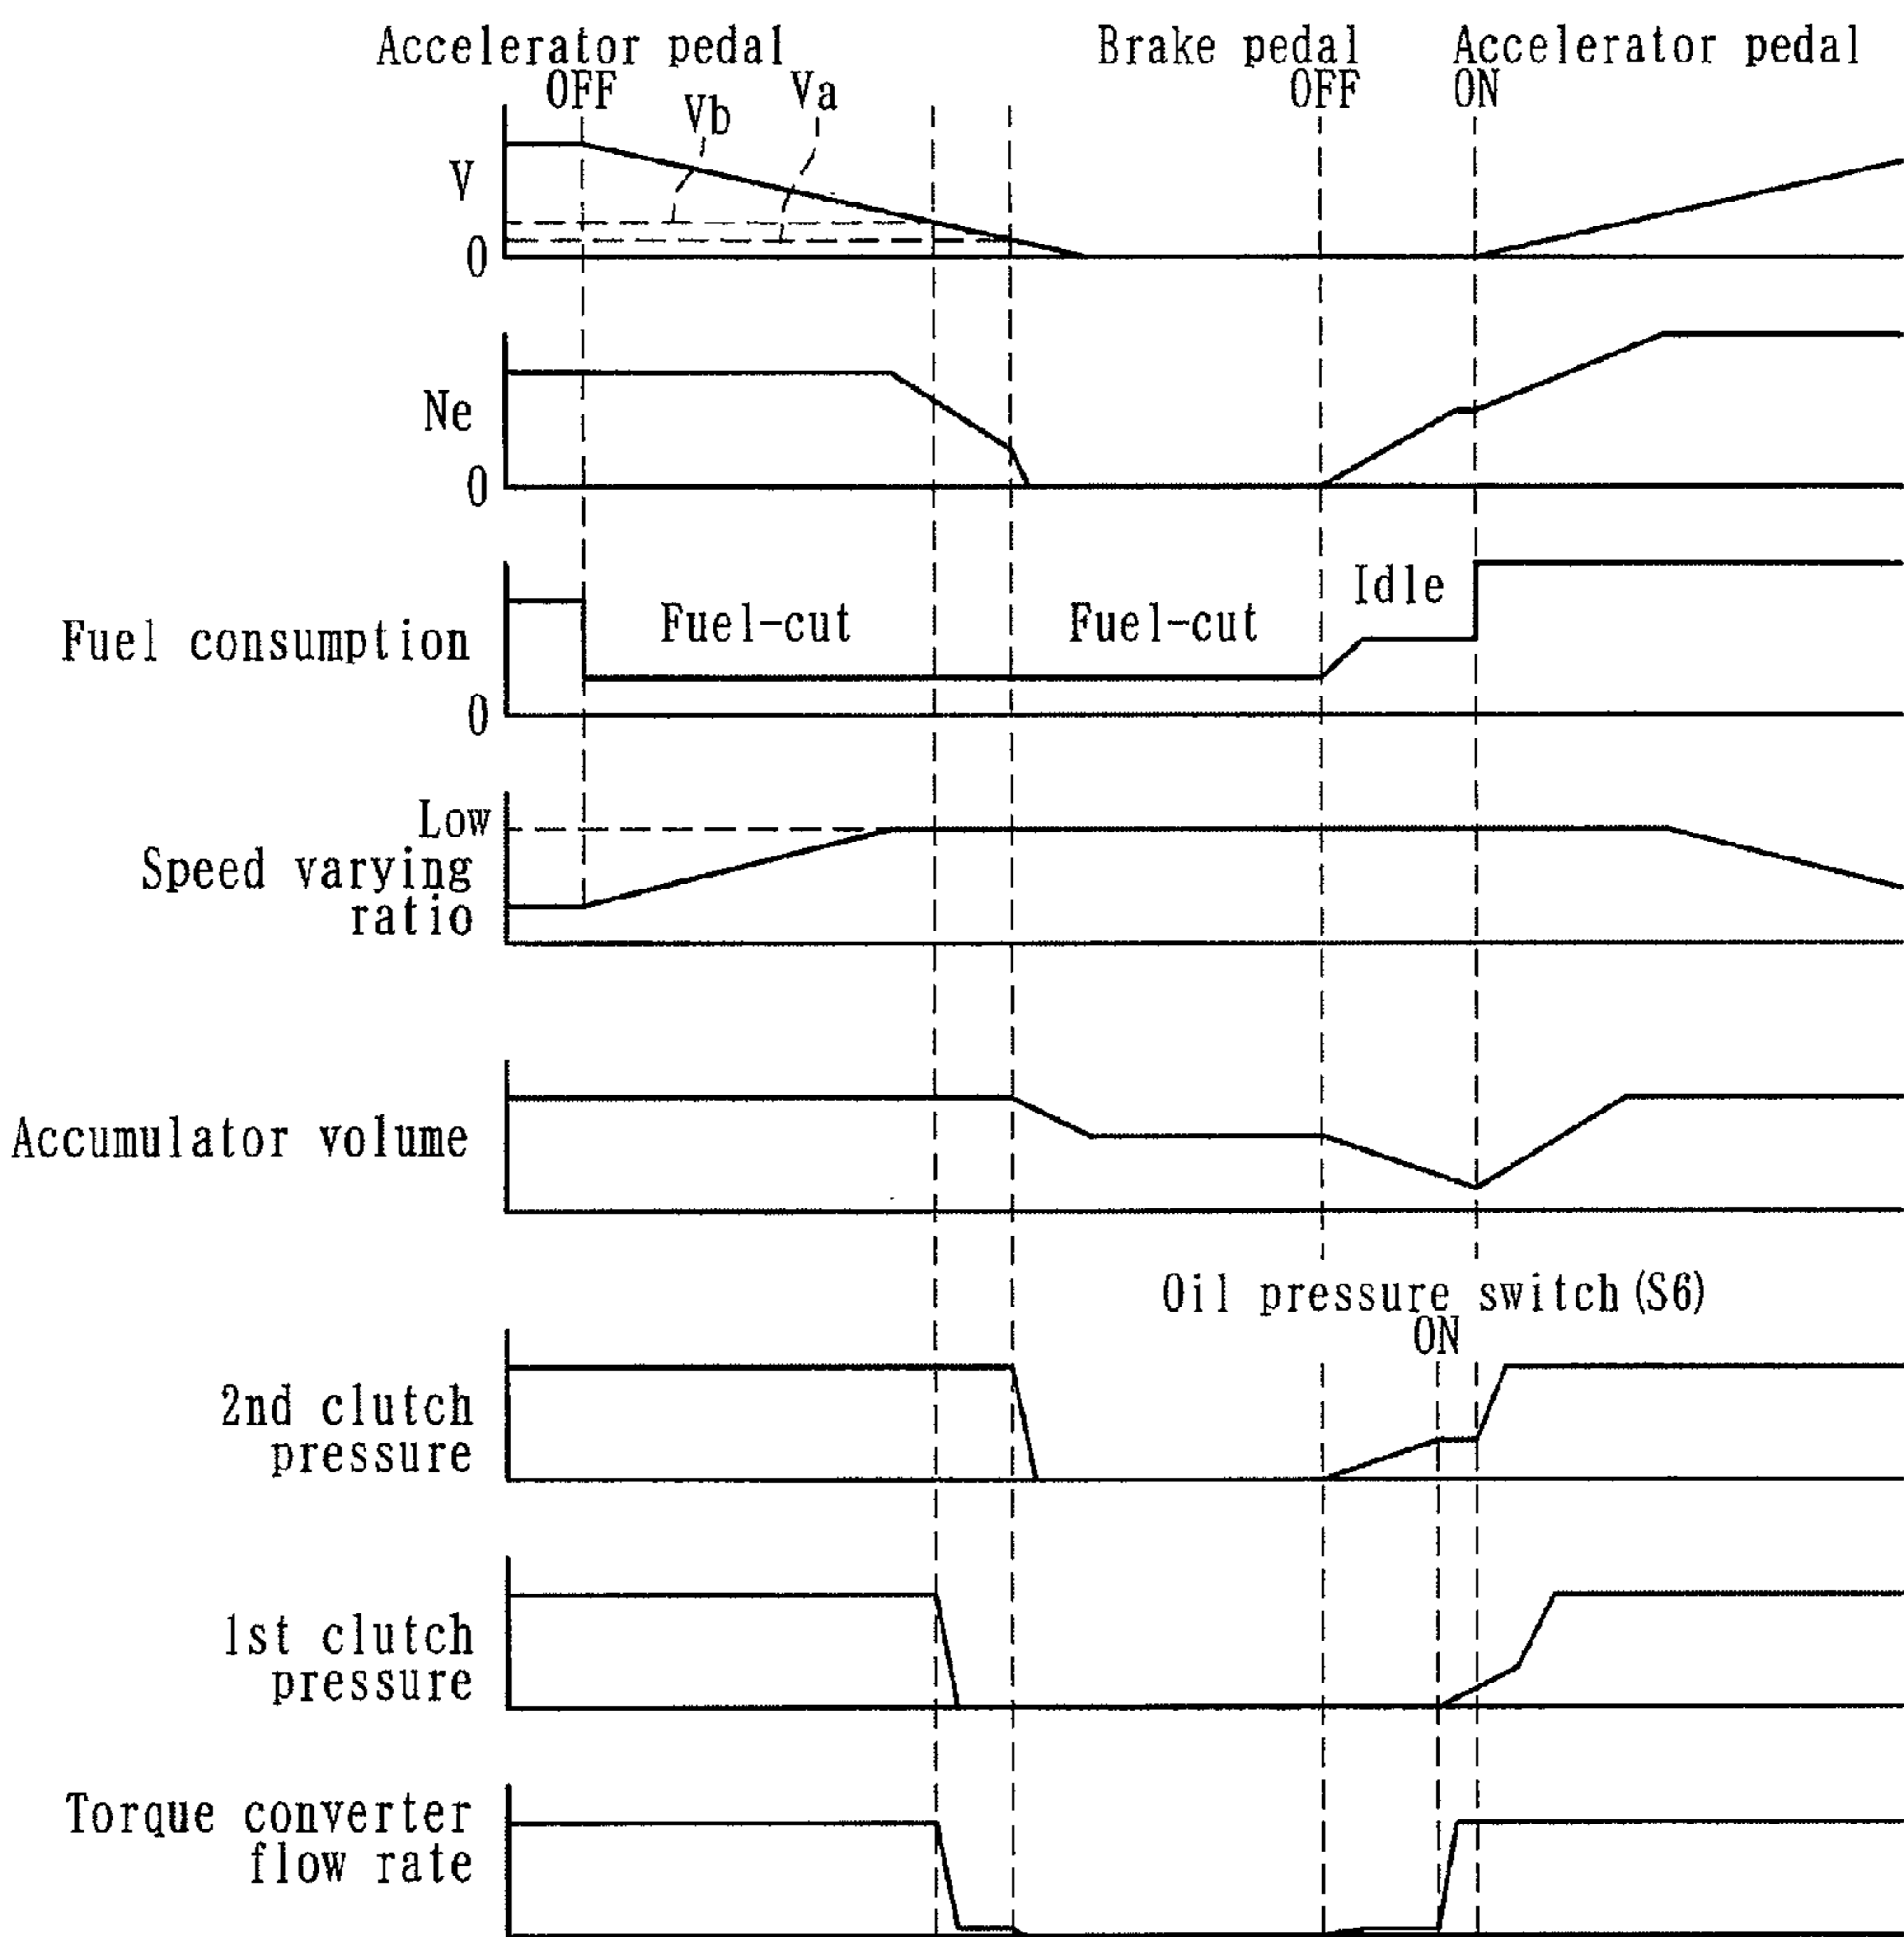 Accelerator pedal
OFF
Brake pedal
OFF
Accelerator pedal
ON
Vb
Va
V
0
Ne
0
Fuel consumption
0
Fuel-cut
Fuel-cut
Idle
Low
Speed varying
ratio
Accumulator volume
Oil pressure switch(S6)
ON
2nd clutch
pressure
1st clutch
pressure
Torque converter
flow rate